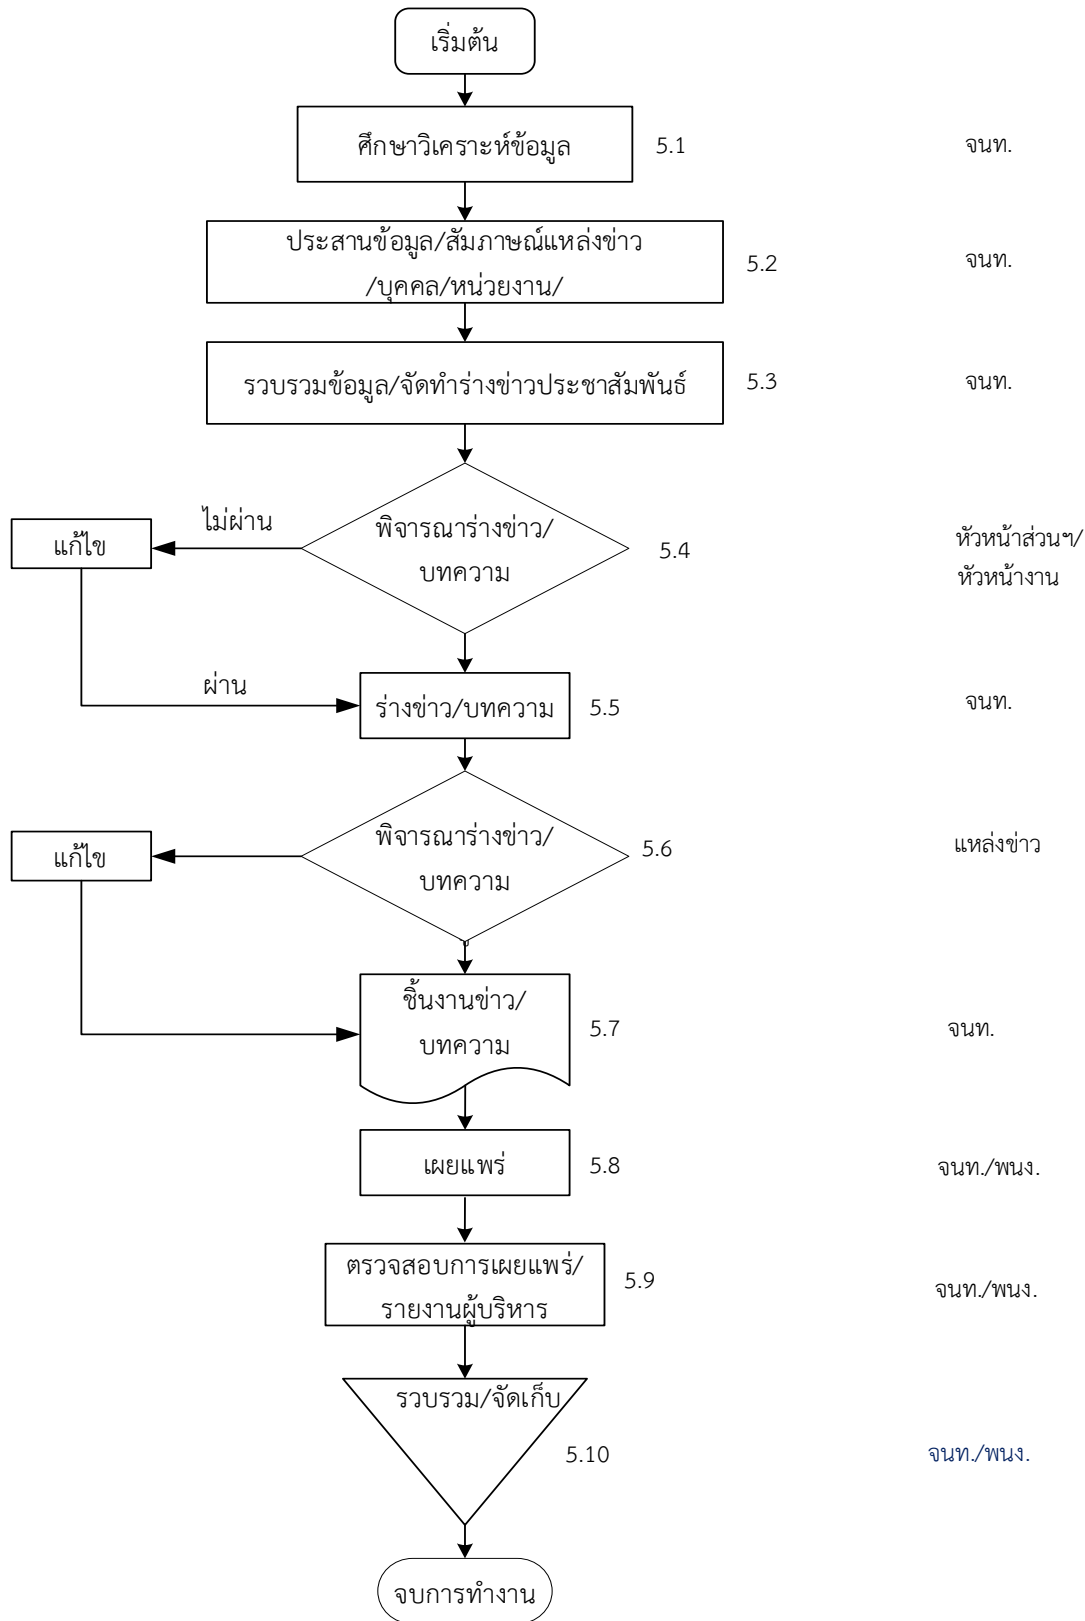 เริ่มต้น
ศึกษาวิเคราะห์ข้อมูล 5.1 จนท.
ประสานข้อมูล/สัมภาษณ์แหล่งข่าว
/บุคคล/หน่วยงาน/
5.2 จนท.
รวบรวมข้อมูล/จัดทำร่างข่าวประชาสัมพันธ์ 5.3 จนท.
ไม่ผ่าน
แก้ไข
พิจารณาร่างข่าว/
บทความ
5.4
หัวหน้าส่วนฯ/
หัวหน้างาน
ผ่าน
ร่างข่าว/บทความ 5.5 จนท.
แก้ไข
พิจารณาร่างข่าว/
บทความ
5.6 แหล่งข่าว
ชิ้นงานข่าว/
บทความ
5.7 จนท.
เผยแพร่ 5.8 จนท./พนง.
ตรวจสอบการเผยแพร่/
รายงานผู้บริหาร
5.9 จนท./พนง.
รวบรวม/จัดเก็บ
5.10 จนท./พนง.
จบการทำงาน